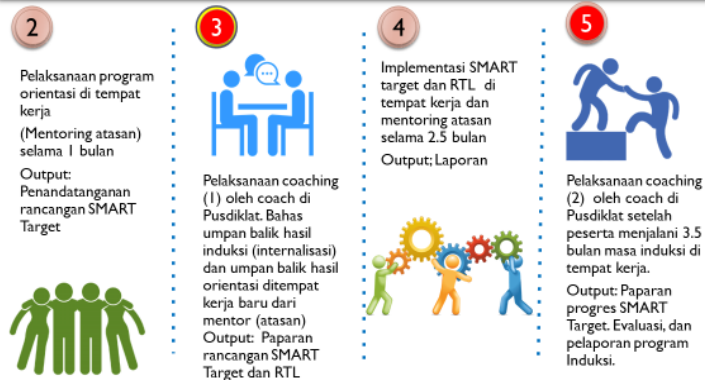 2
Pelaksanaan program
orientasi di tempat
kerja
(Mentoring atasan)
selama 1 bulan
Output:
Penandatanganan
rancangan SMART
Target
3
Pelaksanaan coaching
(1) oleh coach di
Pusdiklat. Bahas
umpan balik hasil
induksi (internalisasi)
dan umpan balik hasil
orientasi ditempat
kerja baru dari
mentor (atasan)
Output: Paparan
rancangan SMART
Target dan RTL
4
Implementasi SMART
target dan RTL di
tempat kerja dan
mentoring atasan
selama 2.5 bulan
Output; Laporan
5
Pelaksanaan coaching
(2) oleh coach di
Pusdiklat setelah
peserta menjalani 3.5
bulan masa induksi di
tempat kerja.
Output: Paparan
progres SMART
Target. Evaluasi, dan
pelaporan program
Induksi.